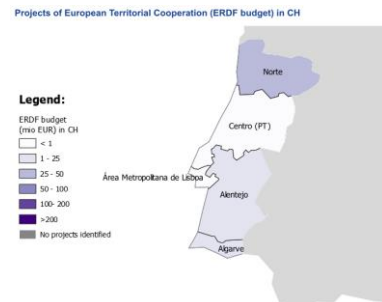 Projects of European Territorial Cooperation (ERDF budget) in CH
Norte
Centro (PT)
Área Metropolitana de Lisboa
Alentejo
Algarve
Legend:
ERDF budget
(mio EUR) in CH
< 1
1 - 25
25 - 50
50 - 100
100- 200
>200
No projects identified